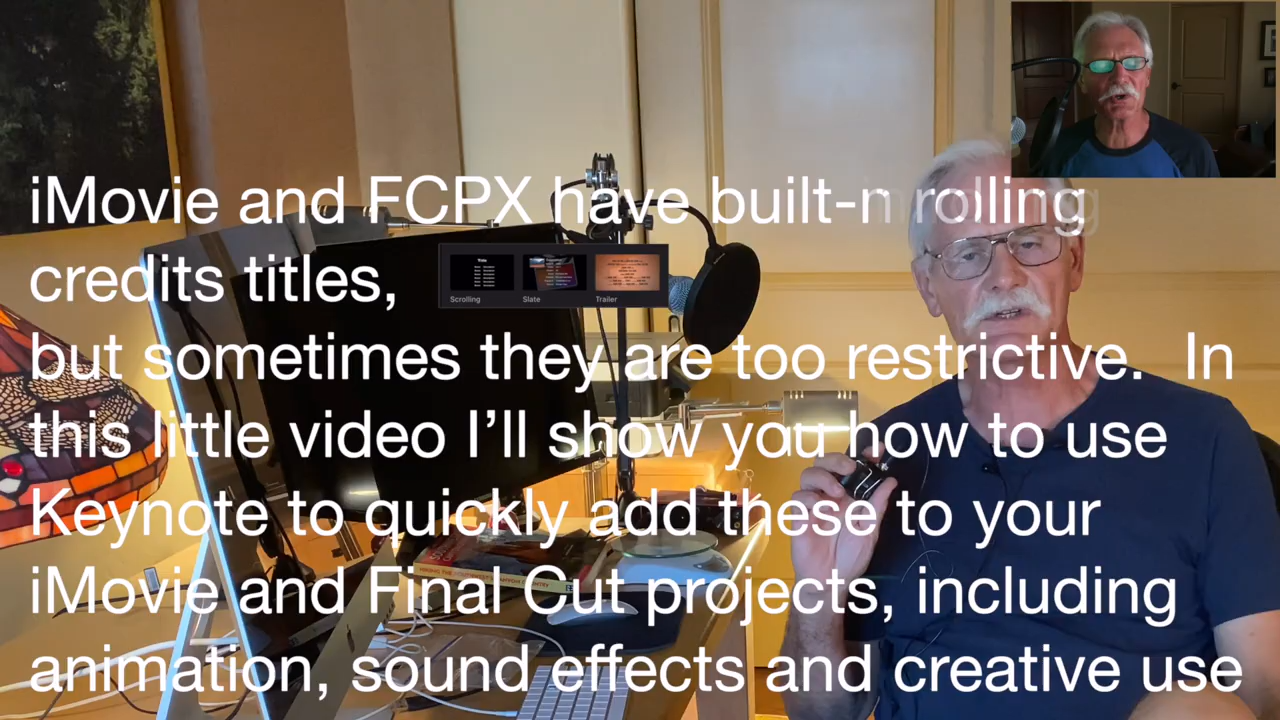 iMovie and FCPX have built-n rolling
credits titles,
Scrolling Slate Trailer
but sometimes they are too restrictive. In
this little video I’ll show you how to use
Keynote to quickly add these to your
iMovie and Final Cut projects, including
animation, sound effects and creative use